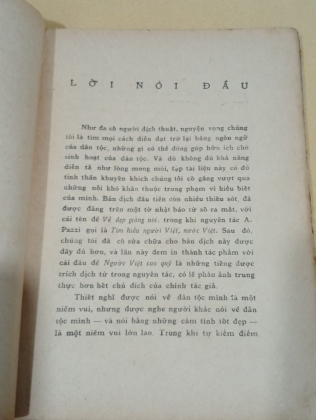 LỜI NÓI ĐẦU
Như đa số người dịch thuật, nguyện vọng chúng
tôi là tìm mọi cách diễn đạt trở lại bằng ngôn ngữ
của dân tộc, những gì có thể đóng góp hữu ích cho
sinh hoạt của dân tộc. Và dù không đủ khả năng
diễn tả như lòng mong mỏi, tập tài liệu này có đủ
tinh thần khuyến khích chúng tôi cố gắng vượt qua
những nỗi khó khăn thuộc trong phạm vi hiểu biết
của mình. Bản dịch đầu tiên còn nhiều thiếu sót, đã
được đăng trên một tờ nhật báo từ số ra mắt, với
cái tên đề Vẻ đẹp giống nòi. trong khi nguyên tác A.
Pazzi gọi là Tìm hiểu người Việt, nước Việt. Sau đó,
chúng tôi đã có sửa chữa cho bản dịch này được
đầy đủ hơn, và lần này đem in thành tác phẩm với
cái đầu đề Người Việt cao quý là những tiếng được
trích dịch từ trong nguyên tác, có lẽ phản ảnh trung
thực hơn hết chủ đích của chính tác giả.
Thiết nghĩ được nói về dân tộc mình là một
niềm vui, nhưng được nghe người khác nói về dân
tộc mình — và nói bằng những cảm tình tốt đẹp —
là một niềm vui lớn lao. Trong khi tự kiểm điểm